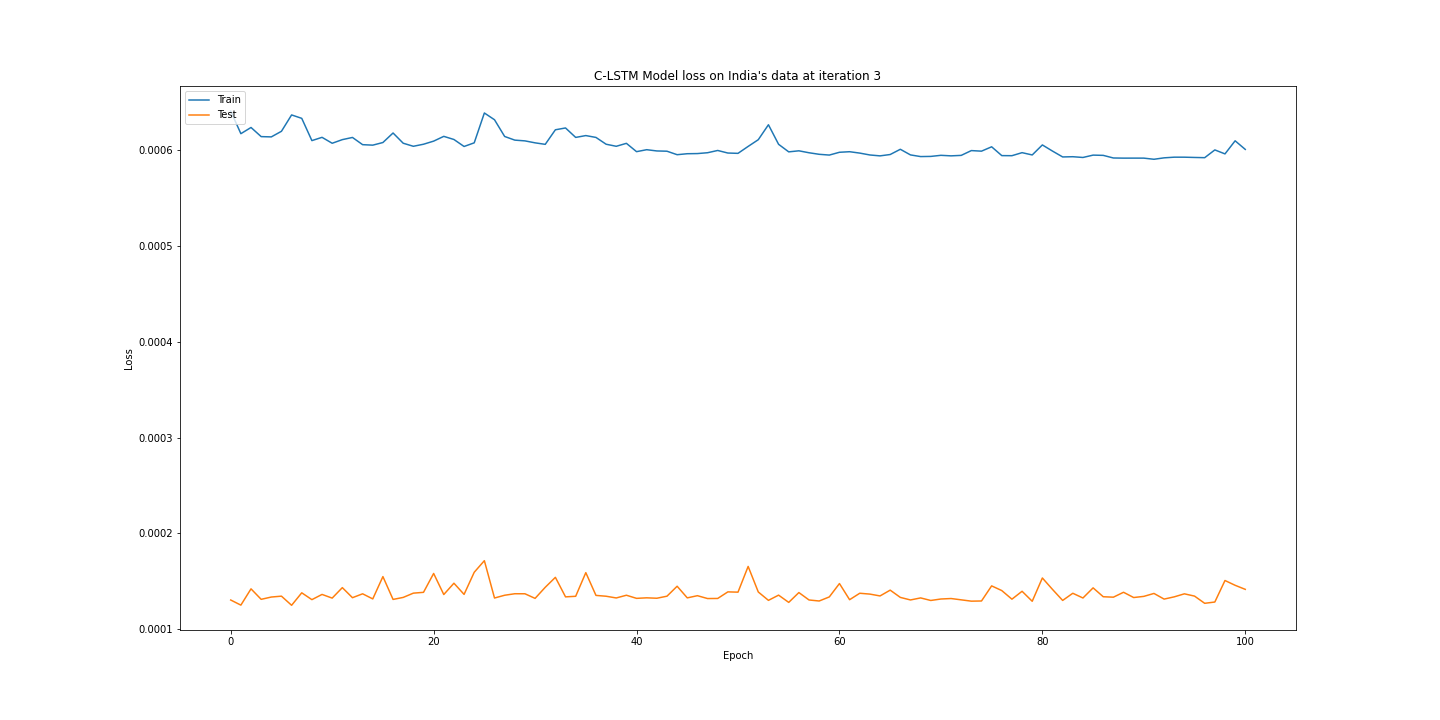 C-LSTM Model loss on India's data at iteration 3
Train
Test
0.0006
0.0005
0.0004
0.0003
0.0002
0.0001
Loss
0 20 40 60 80 100
Epoch